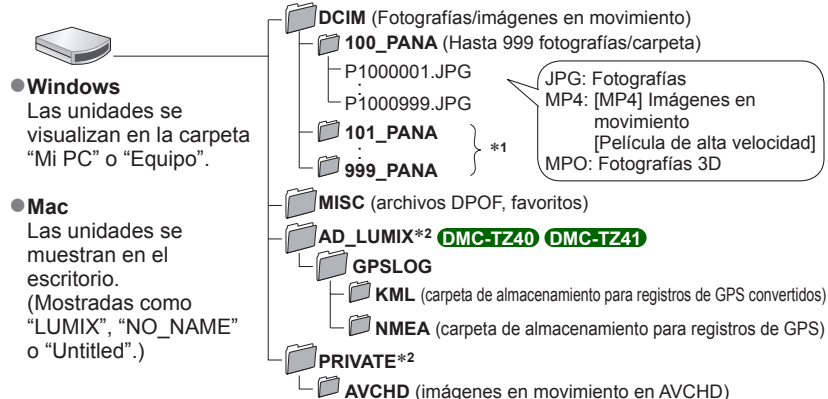 DCIM (Fotografías/imágenes en movimiento)
100_PANA (Hasta 999 fotografías/carpeta)
P1000001.JPG
:
P1000999.JPG
JPG: Fotografías
MP4: [MP4] Imágenes en
movimiento
[Película de alta velocidad]
MPO: Fotografías 3D
101_PANA
:
999_PANA
*1
MISC (archivos DPOF, favoritos)
AD_LUMIX*2 DMC-TZ40 DMC-TZ41
GPSLOG
KML (carpeta de almacenamiento para registros de GPS convertidos)
NMEA (carpeta de almacenamiento para registros de GPS)
PRIVATE*2
AVCHD (imágenes en movimiento en AVCHD)
●Windows
Las unidades se
visualizan en la carpeta
“Mi PC” o “Equipo”.
●Mac
Las unidades se
muestran en el
escritorio.
(Mostradas como
“LUMIX”, “NO_NAME”
o “Untitled”.)